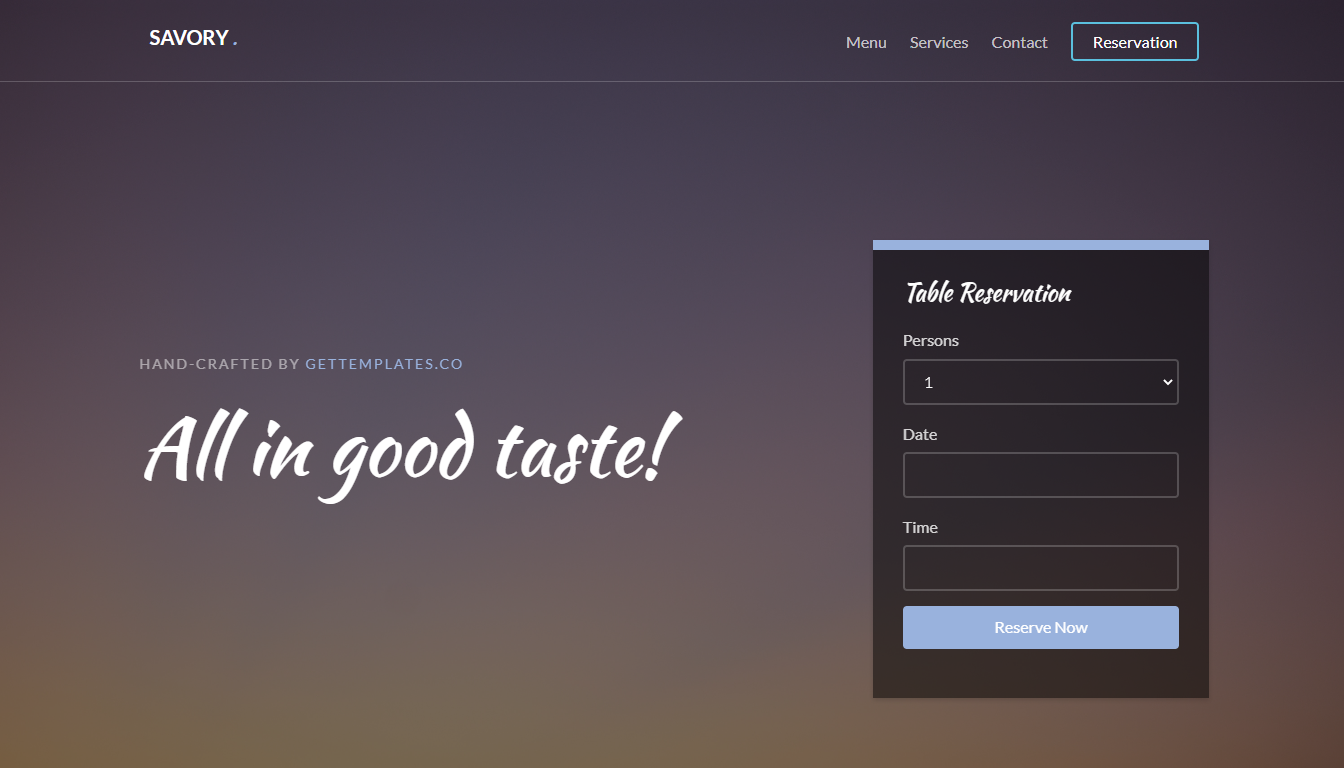 SAVORY .
Menu Services Contact Reservation
HAND-CRAFTED BY GETTEMPLATES.CO
All in good taste!
Table Reservation
Persons
1
Date
Time
Reserve Now